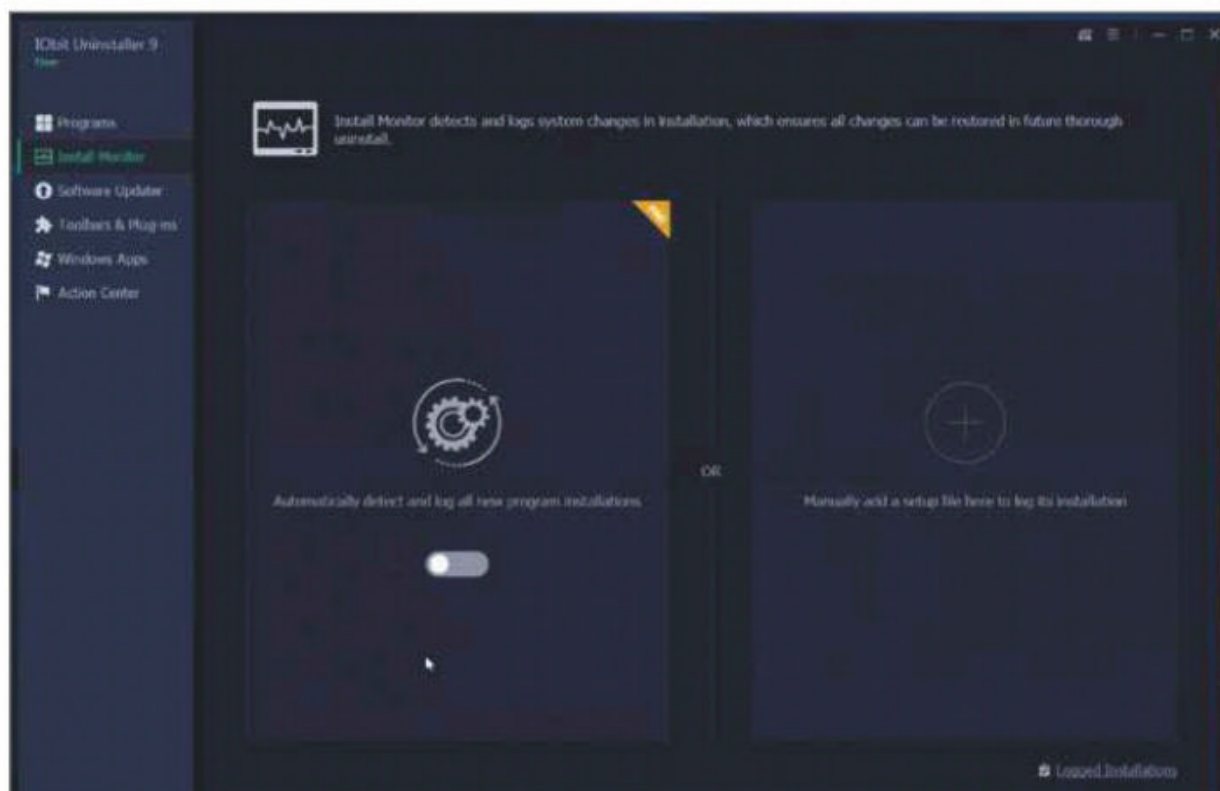 IObit Uninstaller 9
Free
Programs
Install Monitor
Software Updater
Toolbars & Plug-ins
Windows Apps
Action Center
Install Monitor detects and logs system changes in installation, which ensures all changes can be restored in future thorough
uninstall.
Automatically detect and log all new program installations
OR
Manually add a setup file here to log its installation
Logged Installations